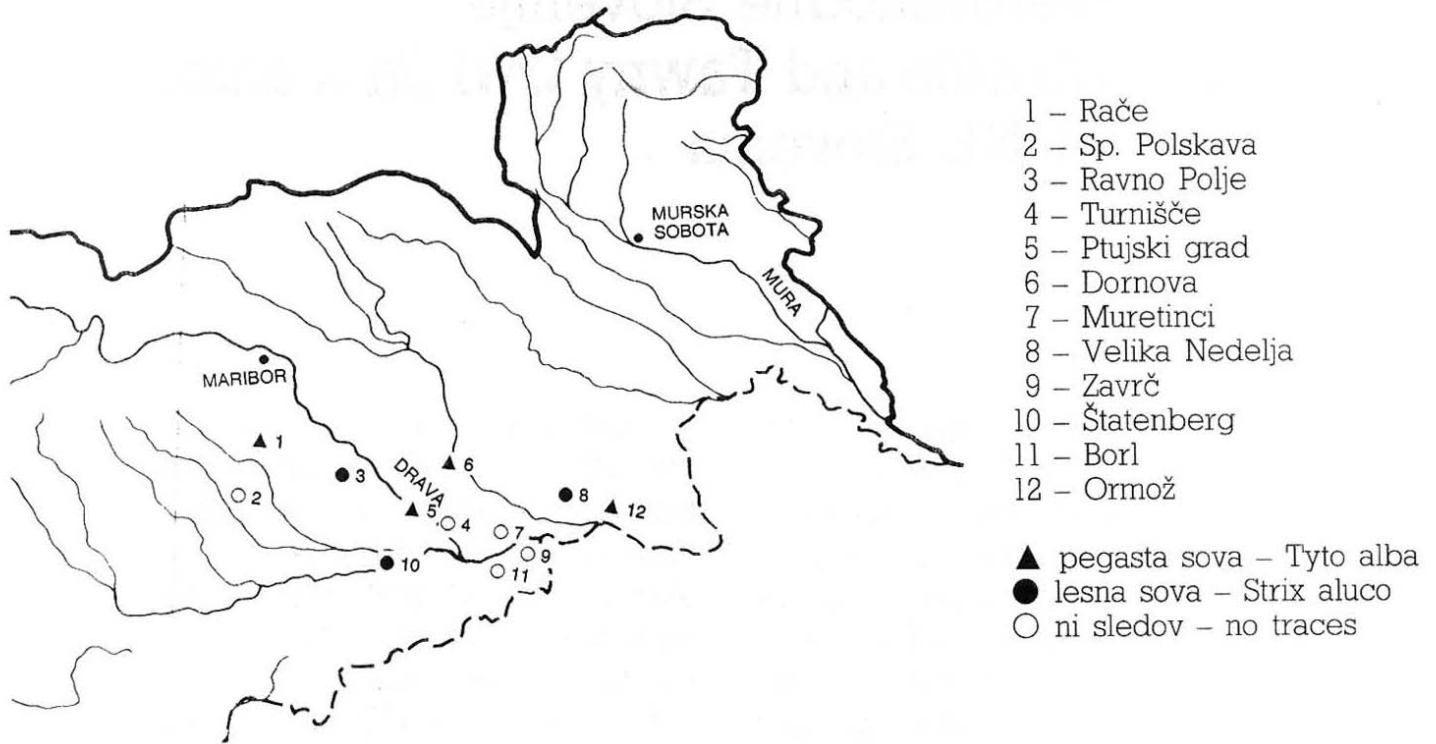 MURSKA
SOBOTA
MURA
MARIBOR
DRAVA
1
2
3
4
5
6
7
8
9
10
11
12
1 – Rače
2 – Sp. Polskava
3 – Ravno Polje
4 – Turnišče
5 – Ptujski grad
6 – Dornova
7 – Muretinci
8 – Velika Nedelja
9 – Zavrč
10 – Štatenberg
11 – Borl
12 – Ormož
▲ pegasta sova – Tyto alba
● lesna sova – Strix aluco
○ ni sledov – no traces